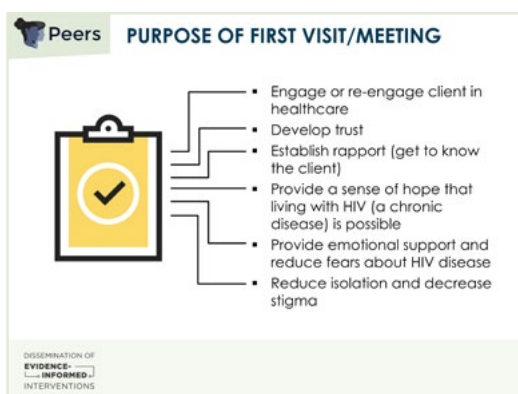 Peers
PURPOSE OF FIRST VISIT/MEETING
▪ Engage or re-engage client in
healthcare
▪ Develop trust
▪ Establish rapport (get to know
the client)
▪ Provide a sense of hope that
living with HIV (a chronic
disease) is possible
▪ Provide emotional support and
reduce fears about HIV disease
▪ Reduce isolation and decrease
stigma
DISSEMINATION OF
EVIDENCE-
INFORMED
INTERVENTIONS